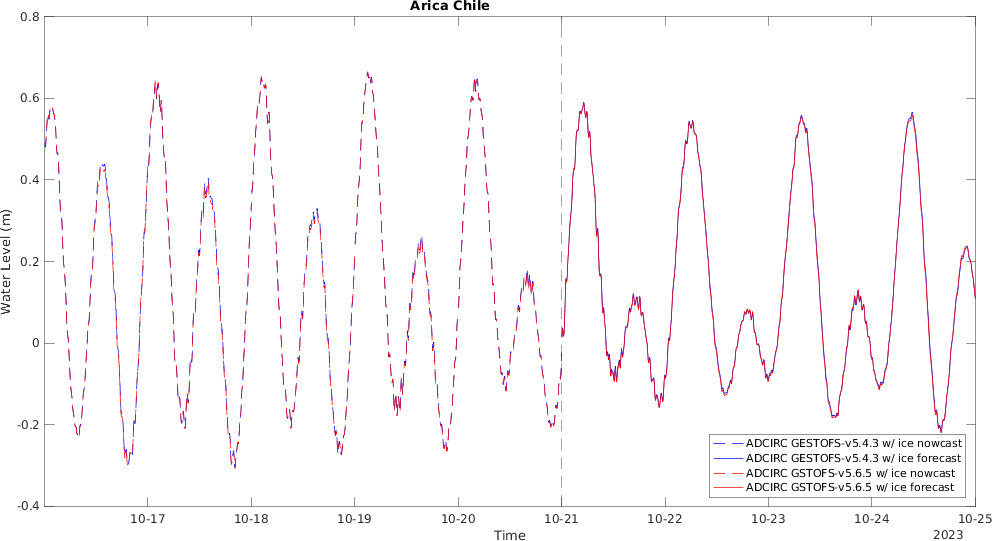 Arica Chile
Water Level (m)
0.8
0.6
0.4
0.2
0
-0.2
-0.4
10-17
10-18
10-19
10-20
10-21
10-22
10-23
10-24
10-25
Time
2023
ADCIRC GESTOFS-v5.4.3 w/ ice nowcast
ADCIRC GESTOFS-v5.4.3 w/ ice forecast
ADCIRC GSTOFS-v5.6.5 w/ ice nowcast
ADCIRC GSTOFS-v5.6.5 w/ ice forecast